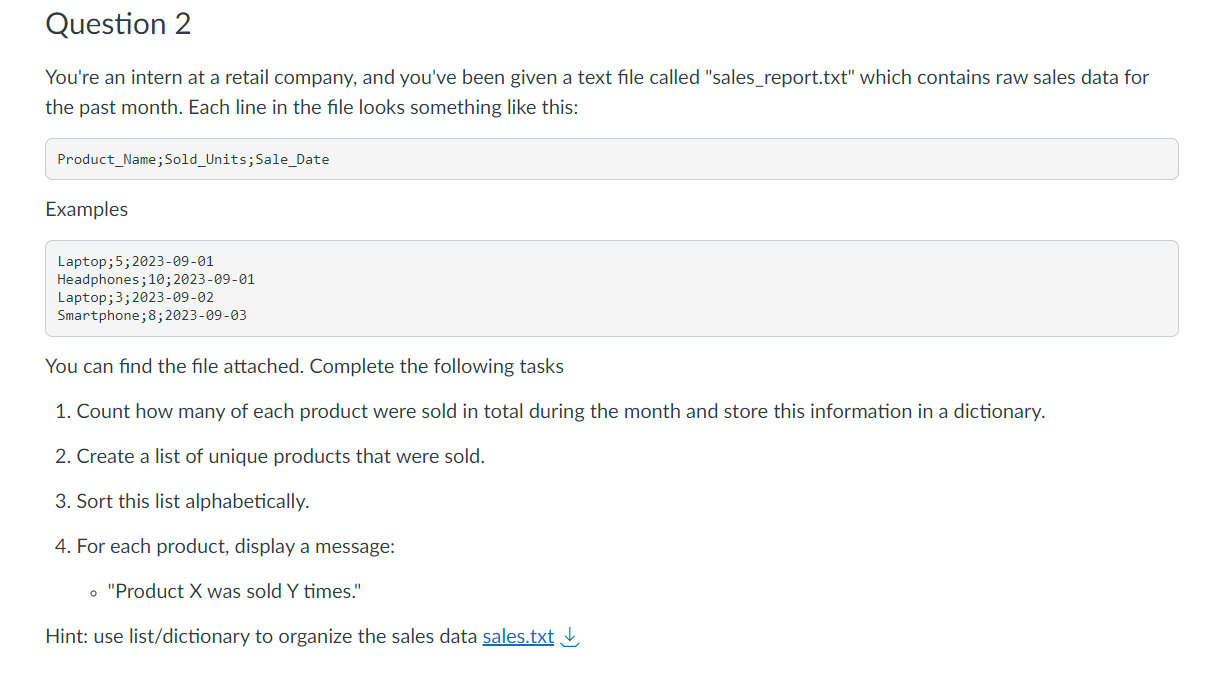 Question 2
You're an intern at a retail company, and you've been given a text file called "sales_report.txt" which contains raw sales data for
the past month. Each line in the file looks something like this:
Product_Name;Sold_Units;Sale_Date
Examples
Laptop;5;2023-09-01
Headphones;10;2023-09-01
Laptop;3;2023-09-02
Smartphone;8;2023-09-03
You can find the file attached. Complete the following tasks
1. Count how many of each product were sold in total during the month and store this information in a dictionary.
2. Create a list of unique products that were sold.
3. Sort this list alphabetically.
4. For each product, display a message:
◦ "Product X was sold Y times."
Hint: use list/dictionary to organize the sales data sales.txt